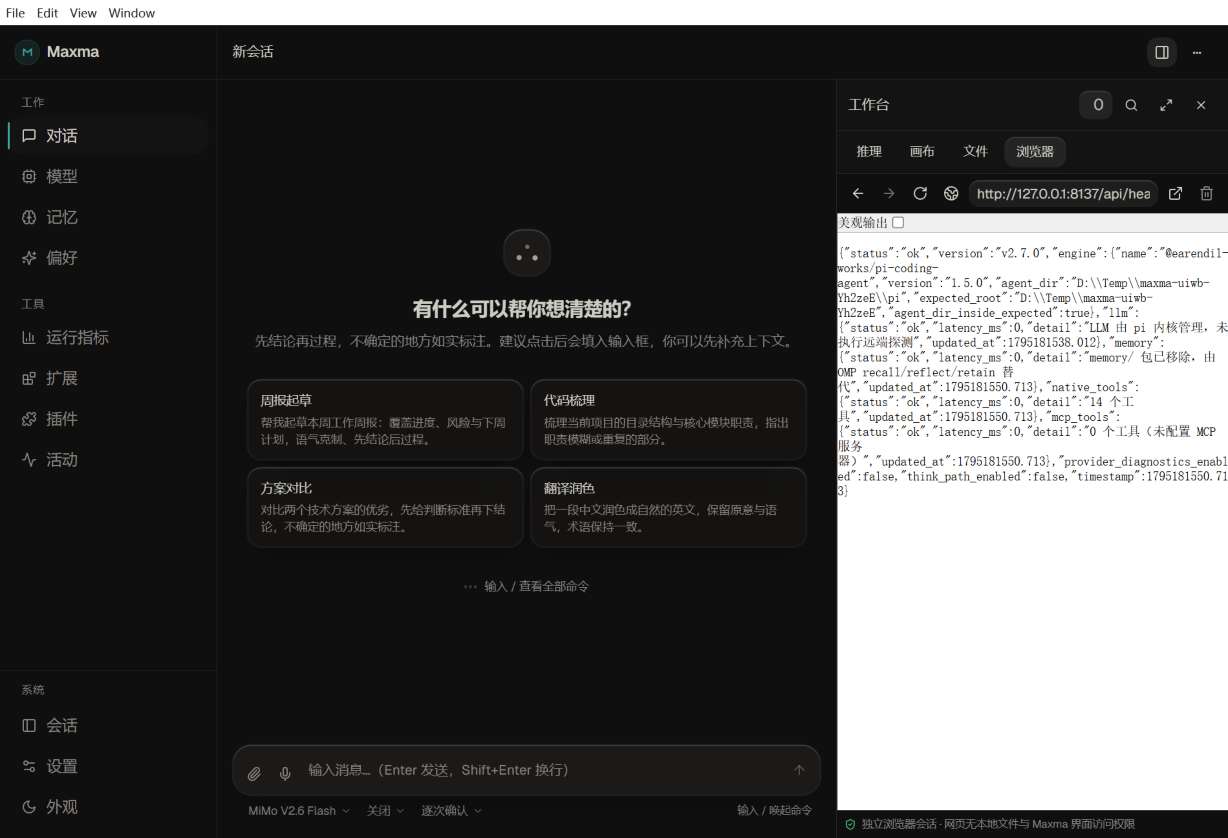 File Edit View Window
Maxma
新会话
工作
对话
模型
记忆
偏好
工具
运行指标
扩展
插件
活动
系统
会话
设置
外观
有什么可以帮你想清楚的？
先结论再过程，不确定的地方如实标注。建议点击后会填入输入框，你可以先补充上下文。
周报起草
帮我起草本周工作周报：覆盖进度、风险与下周
计划，语气克制、先结论后过程。
代码梳理
梳理当前项目的目录结构与核心模块职责，指出
职责模糊或重复的部分。
方案对比
对比两个技术方案的优劣，先给判断标准再下结
论，不确定的地方如实标注。
翻译润色
把一段中文润色成自然的英文，保留原意与语
气，术语保持一致。
输入 / 查看全部命令
输入消息...（Enter 发送，Shift+Enter 换行）
MiMo V2.6 Flash 关闭 逐次确认 输入 / 唤起命令
工作台 0
推理 画布 文件 浏览器
http://127.0.0.1:8137/api/hea
美观输出
{"status":"ok","version":"v2.7.0","engine":{"name":"@earendil-
works/pi-coding-
agent","version":"1.5.0","agent_dir":"D:\\Temp\\maxma-uiwb-
Yh2zeE\\pi","expected_root":"D:\\Temp\\maxma-uiwb-
Yh2zeE","agent_dir_inside_expected":true},"llm":
{"status":"ok","latency_ms":0,"detail":"LLM 由 pi 内核管理，未
执行远端探测","updated_at":1795181538.012},"memory":
{"status":"ok","latency_ms":0,"detail":"memory/ 包已移除，由
OMP recall/reflect/retain 替
代","updated_at":1795181550.713},"native_tools":
{"status":"ok","latency_ms":0,"detail":"14 个工
具","updated_at":1795181550.713},"mcp_tools":
{"status":"ok","latency_ms":0,"detail":"0 个工具（未配置 MCP
服务
器）","updated_at":1795181550.713},"provider_diagnostics_enabl
ed":false,"think_path_enabled":false,"timestamp":1795181550.71
3}
独立浏览器会话 · 网页无本地文件与 Maxma 界面访问权限